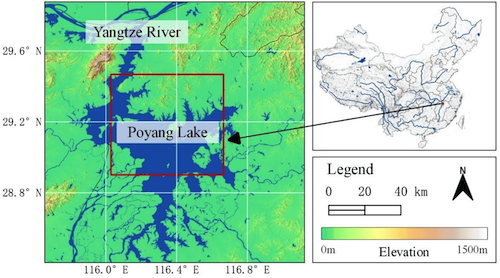 Yangtze River
29.6° N
29.2° N
Poyang Lake
28.8° N
116.0° E
116.4° E
116.8° E
Legend
N
0
20
40 km
0m
Elevation
1500m